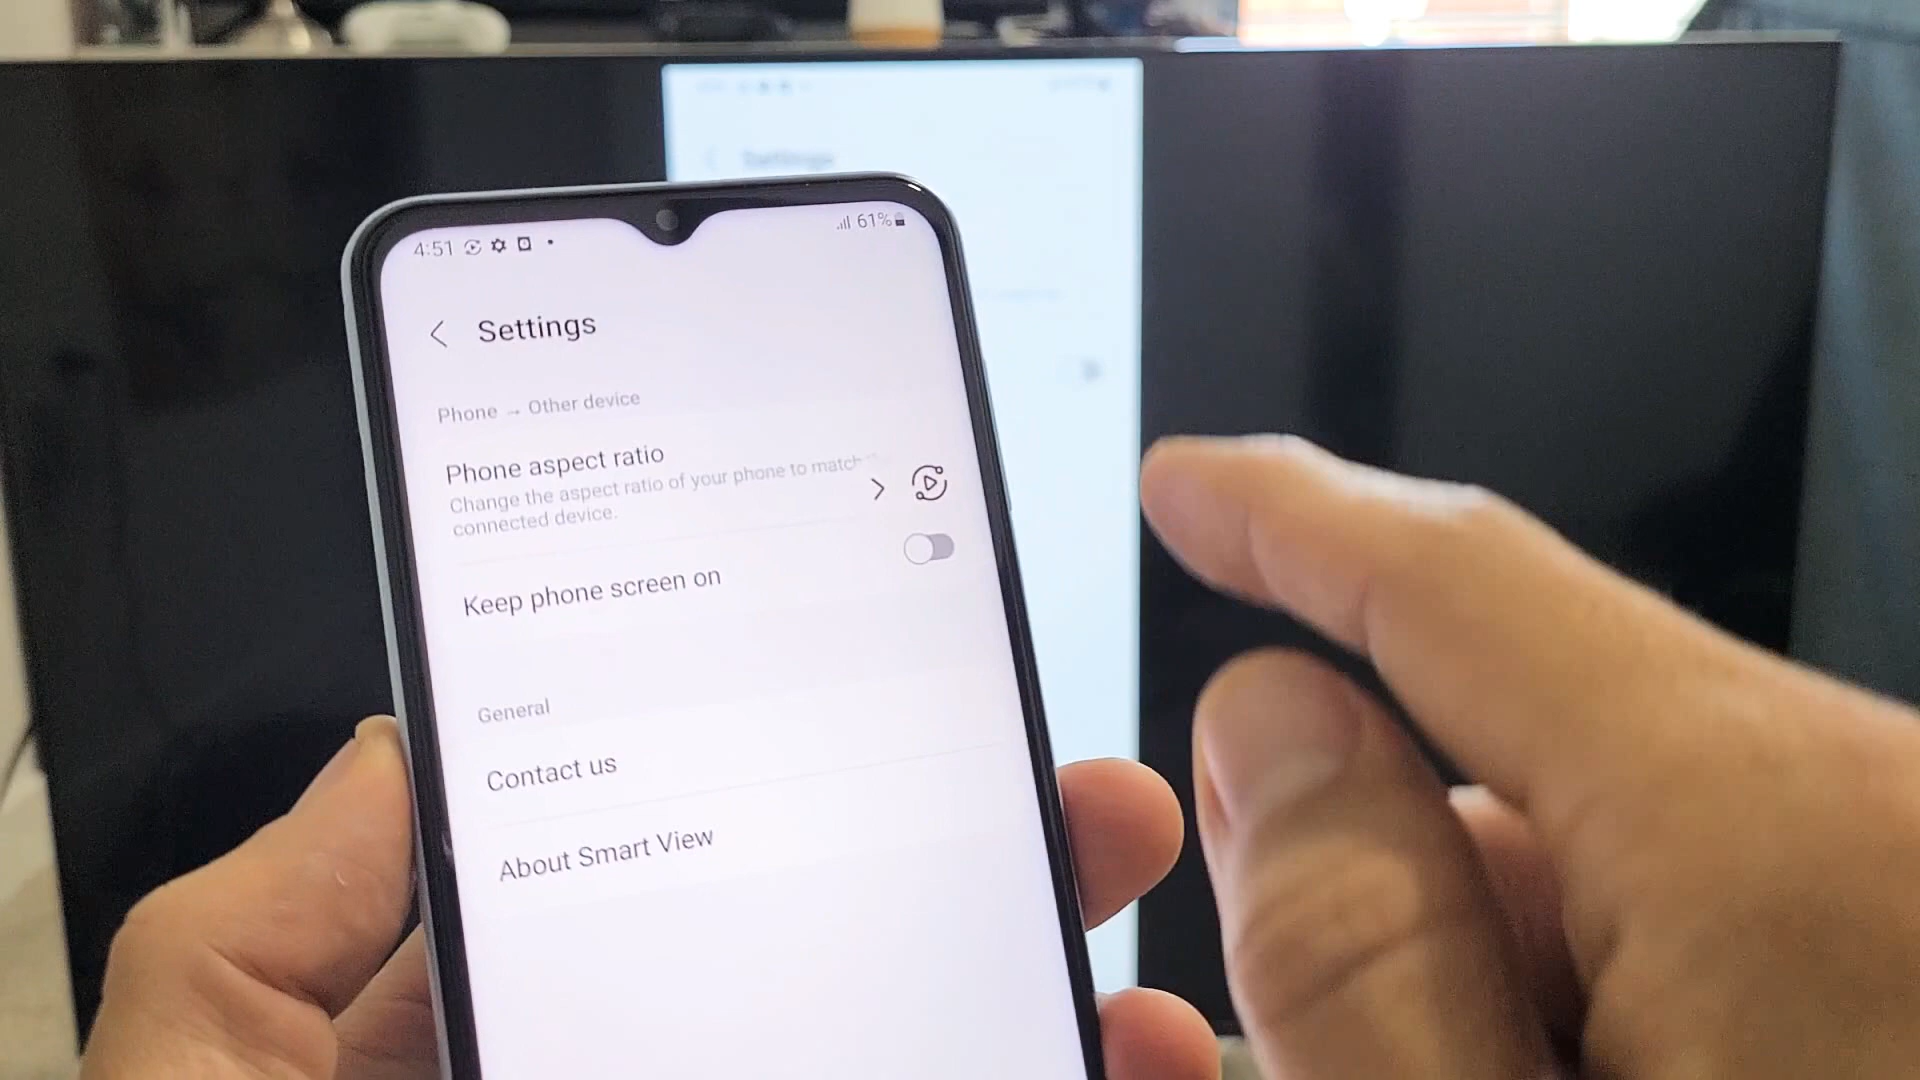 4:51
61%
Settings
Phone → Other device
Phone aspect ratio
Change the aspect ratio of your phone to match
connected device.
Keep phone screen on
General
Contact us
About Smart View
Settings